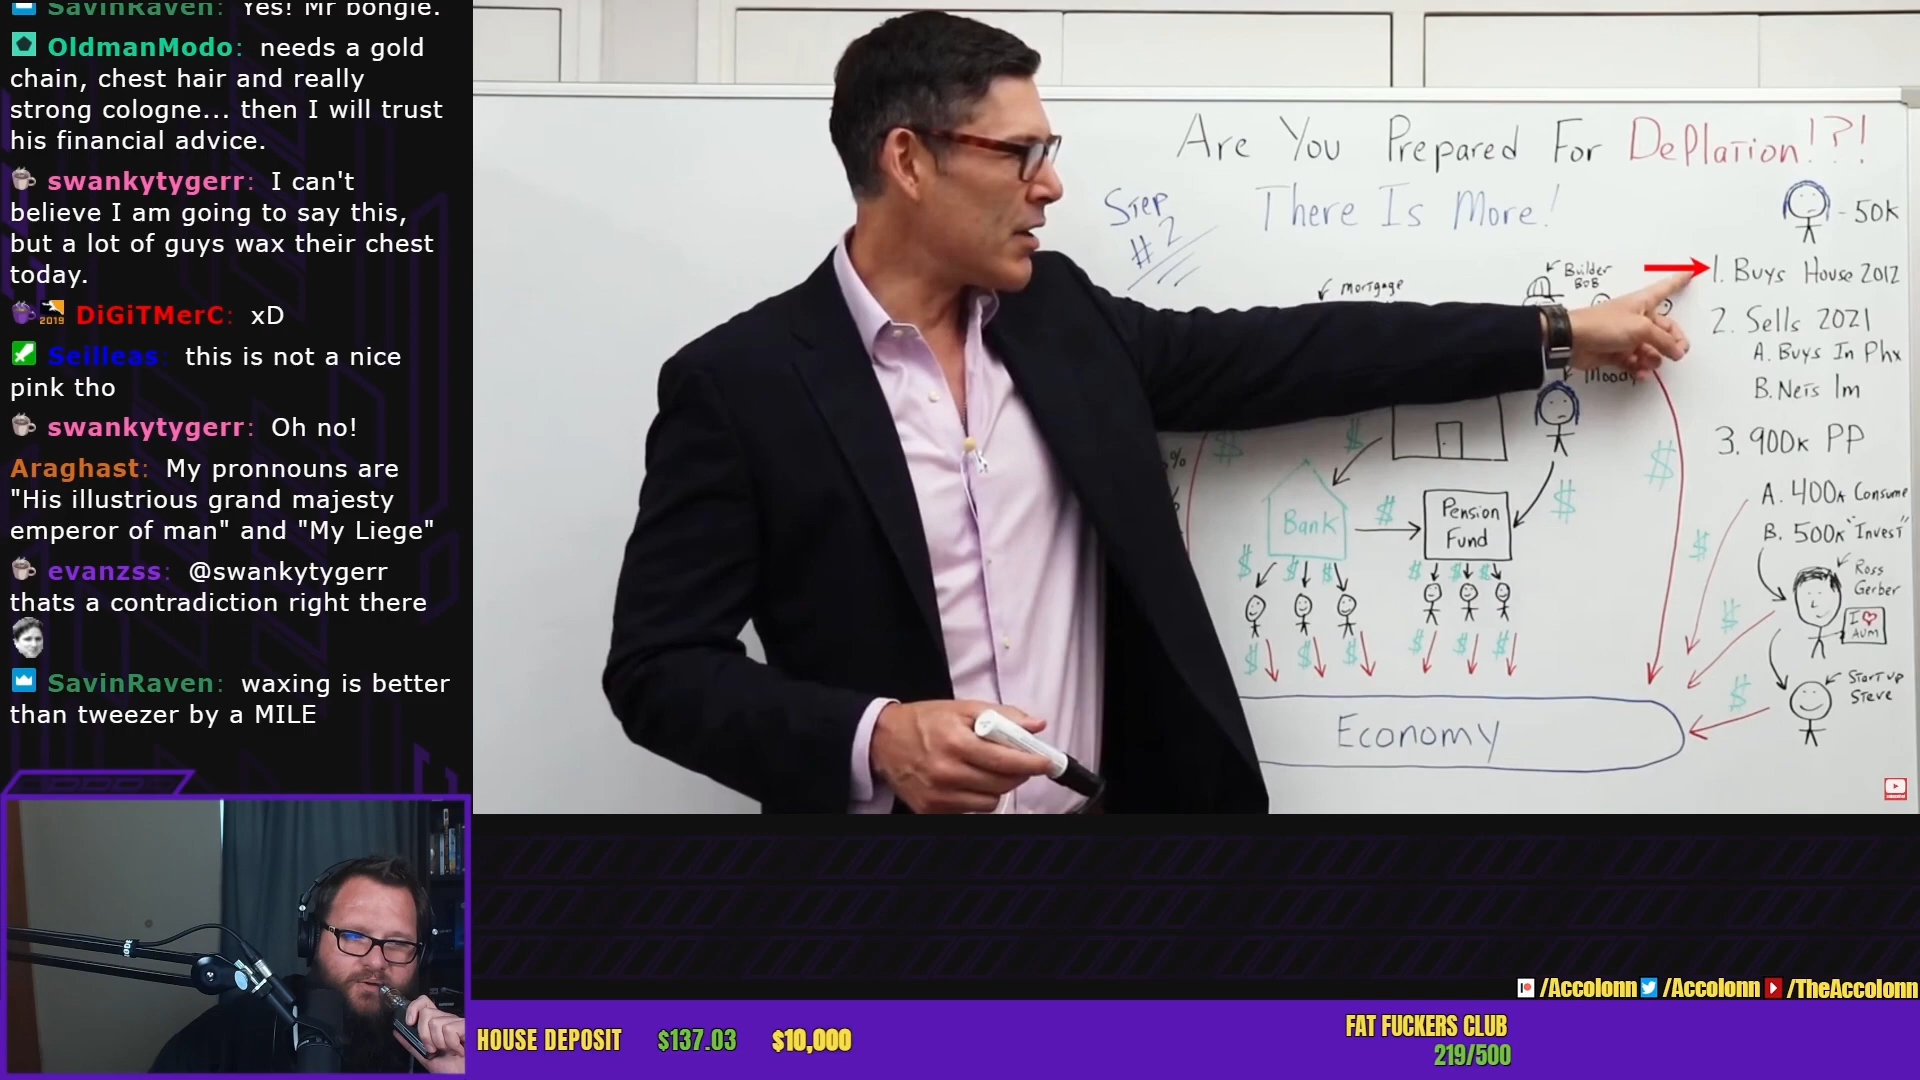 SavinRaven: Yes! Mr bongle.
OldmanModo: needs a gold
chain, chest hair and really
strong cologne... then I will trust
his financial advice.
swankytygerr: I can't
believe I am going to say this,
but a lot of guys wax their chest
today.
2019 DiGiTMerC: xD
Seilleas: this is not a nice
pink tho
swankytygerr: Oh no!
Araghast: My pronnouns are
"His illustrious grand majesty
emperor of man" and "My Liege"
evanzss: @swankytygerr
thats a contradiction right there
SavinRaven: waxing is better
than tweezer by a MILE
Are You Prepared For Deflation!?!
Step
#2
There Is More!
- 50k
mortgage
Builder
BOB
1. Buys House 2012
2. Sells 2021
A. Buys In Phx
B. Nets 1m
Moody
3. 900k PP
A. 400k Consume
B. 500k "Invest"
%
$
$
$
$
$
$
Bank
Pension
Fund
$ $ $
$ $ $
Ross
Gerber
I ❤
AUM
$
$ $ $
$ $ $
$
Start up
Steve
Economy
/Accolonn /Accolonn /TheAccolonn
HOUSE DEPOSIT $137.03 $10,000
FAT FUCKERS CLUB
219/500